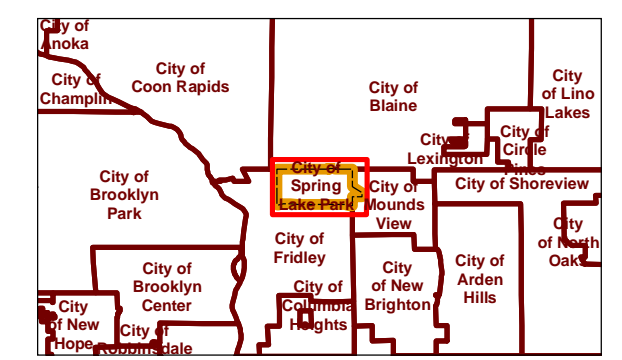 City of
Anoka
City of
Champlin
City of
Coon Rapids
City of
Blaine
City
of Lino
Lakes
City of
Lexington
City of
Circle
Pines
City of
Brooklyn
Park
City of
Spring
Lake Park
City of
Mounds
View
City of Shoreview
City of
Fridley
City
of North
Oaks
City of
Brooklyn
Center
City
of New
Brighton
City of
Arden
Hills
City of
Columbia
Heights
City
of New
Hope
City of
Robbinsdale